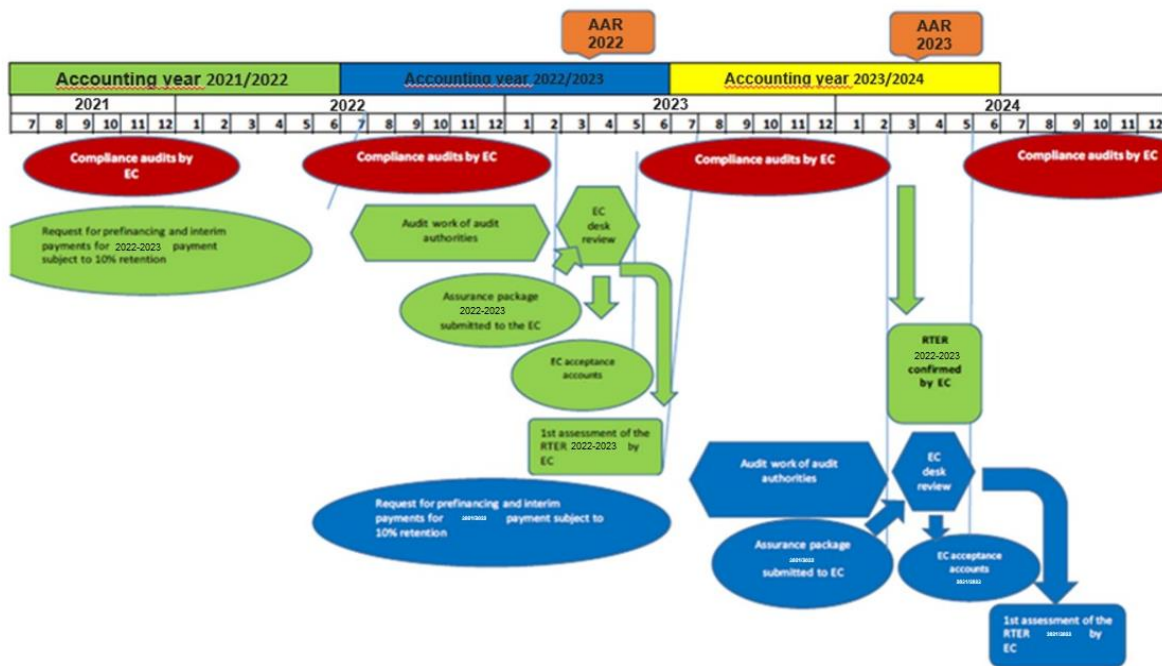 AAR
2022
AAR
2023
Accounting year 2021/2022
Accounting year 2022/2023
Accounting year 2023/2024
2021
2022
2023
2024
7 8 9 10 11 12 1 2 3 4 5 6 7 8 9 10 11 12 1 2 3 4 5 6 7 8 9 10 11 12 1 2 3 4 5 6 7 8 9 10 11 12
Compliance audits by
EC
Compliance audits by EC
Compliance audits by EC
Compliance audits by EC
Request for prefinancing and interim
payments for 2022-2023 payment
subject to 10% retention
Audit work of audit
authorities
EC
desk
review
Assurance package
2022-2023
submitted to the EC
EC acceptance
accounts
1st assessment of the
RTER 2022-2023 by
EC
RTER
2022-2023
confirmed
by EC
Request for prefinancing and interim
payments for 2021/2022 payment subject to
10% retention
Audit work of audit
authorities
EC
desk
review
Assurance package
2021/2022
submitted to EC
EC acceptance
accounts
2021/2022
1st assessment of the
RTER 2021/2022 by
EC